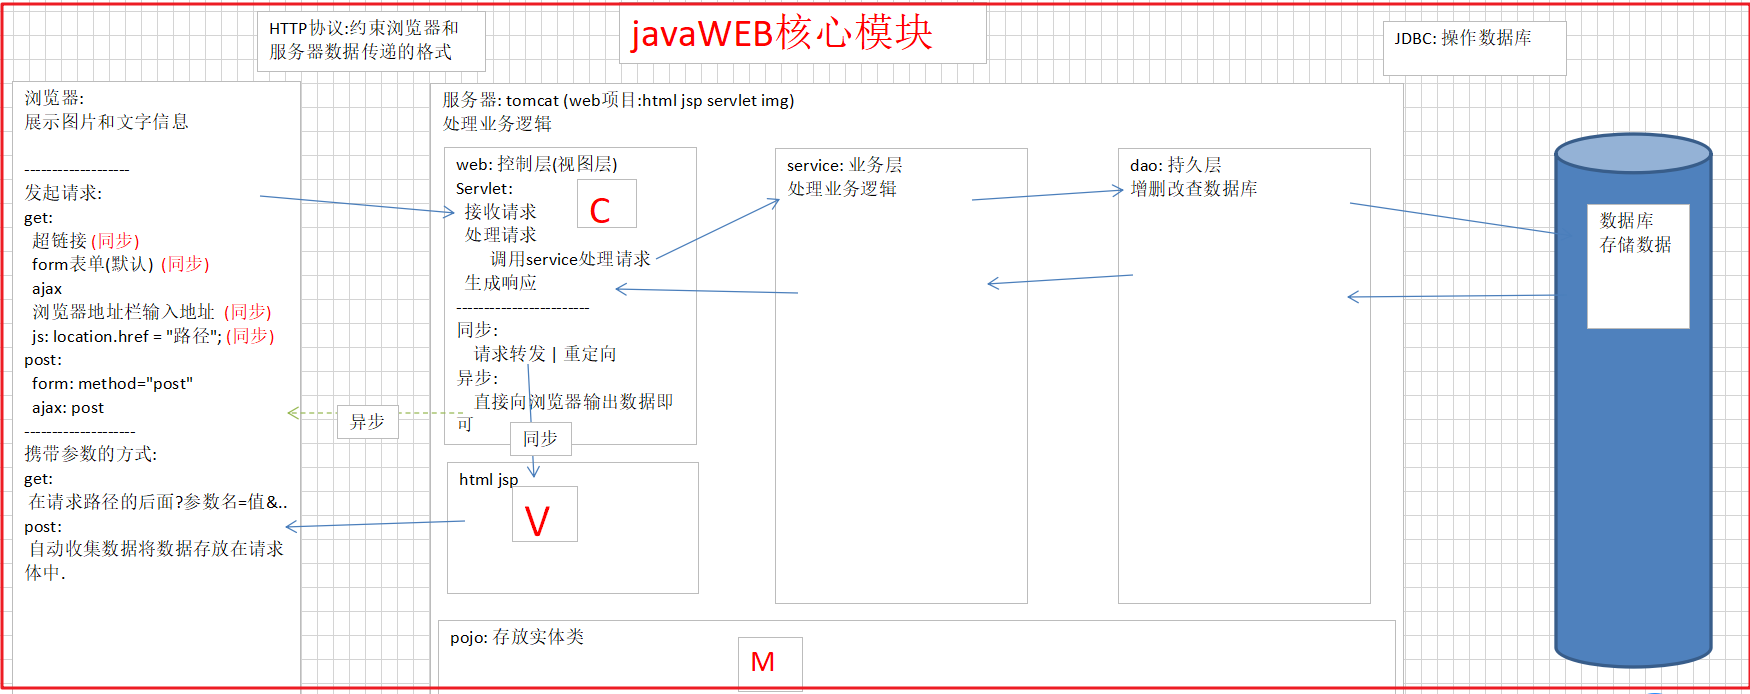 javaWEB核心模块
HTTP协议:约束浏览器和
服务器数据传递的格式
JDBC: 操作数据库
浏览器:
展示图片和文字信息
-------------------
发起请求:
get:
超链接 (同步)
form表单(默认) (同步)
ajax
浏览器地址栏输入地址 (同步)
js: location.href = "路径"; (同步)
post:
form: method="post"
ajax: post
--------------------
携带参数的方式:
get:
在请求路径的后面?参数名=值&..
post:
自动收集数据将数据存放在请求
体中.
异步
服务器: tomcat (web项目:html jsp servlet img)
处理业务逻辑
web: 控制层(视图层)
Servlet:
接收请求
处理请求
调用service处理请求
生成响应
C
------------------------
同步:
请求转发 | 重定向
异步:
直接向浏览器输出数据即
可
同步
html jsp
V
service: 业务层
处理业务逻辑
dao: 持久层
增删改查数据库
数据库
存储数据
pojo: 存放实体类
M